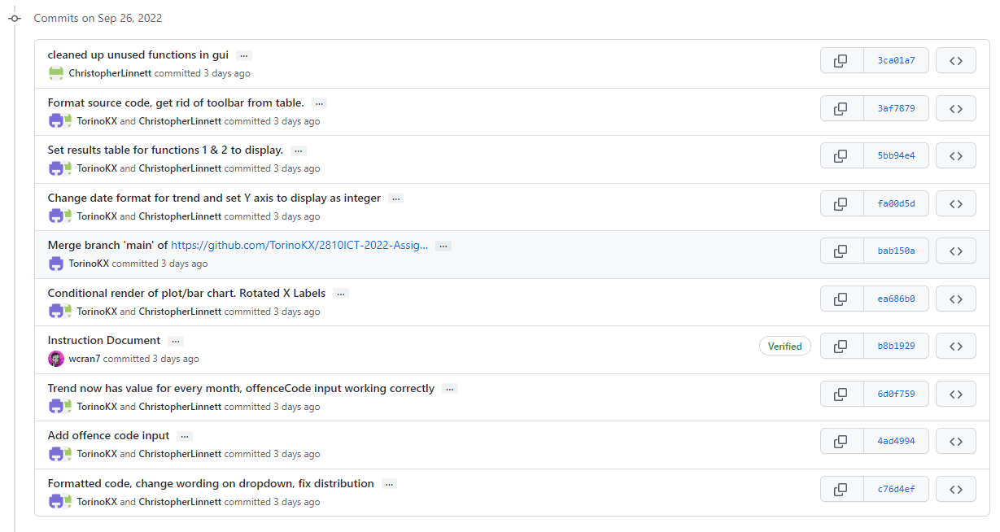 Commits on Sep 26, 2022
cleaned up unused functions in gui ...
ChristopherLinnett committed 3 days ago
3ca01a7
Format source code, get rid of toolbar from table. ...
TorinoKX and ChristopherLinnett committed 3 days ago
3af7879
Set results table for functions 1 & 2 to display. ...
TorinoKX and ChristopherLinnett committed 3 days ago
5bb94e4
Change date format for trend and set Y axis to display as integer ...
TorinoKX and ChristopherLinnett committed 3 days ago
fa00d5d
Merge branch 'main' of https://github.com/TorinoKX/2810ICT-2022-Assig... ...
TorinoKX committed 3 days ago
bab150a
Conditional render of plot/bar chart. Rotated X Labels ...
TorinoKX and ChristopherLinnett committed 3 days ago
ea686b0
Instruction Document ...
wcran7 committed 3 days ago
Verified b8b1929
Trend now has value for every month, offenceCode input working correctly ...
TorinoKX and ChristopherLinnett committed 3 days ago
6d0f759
Add offence code input ...
TorinoKX and ChristopherLinnett committed 3 days ago
4ad4994
Formatted code, change wording on dropdown, fix distribution ...
TorinoKX and ChristopherLinnett committed 3 days ago
c76d4ef